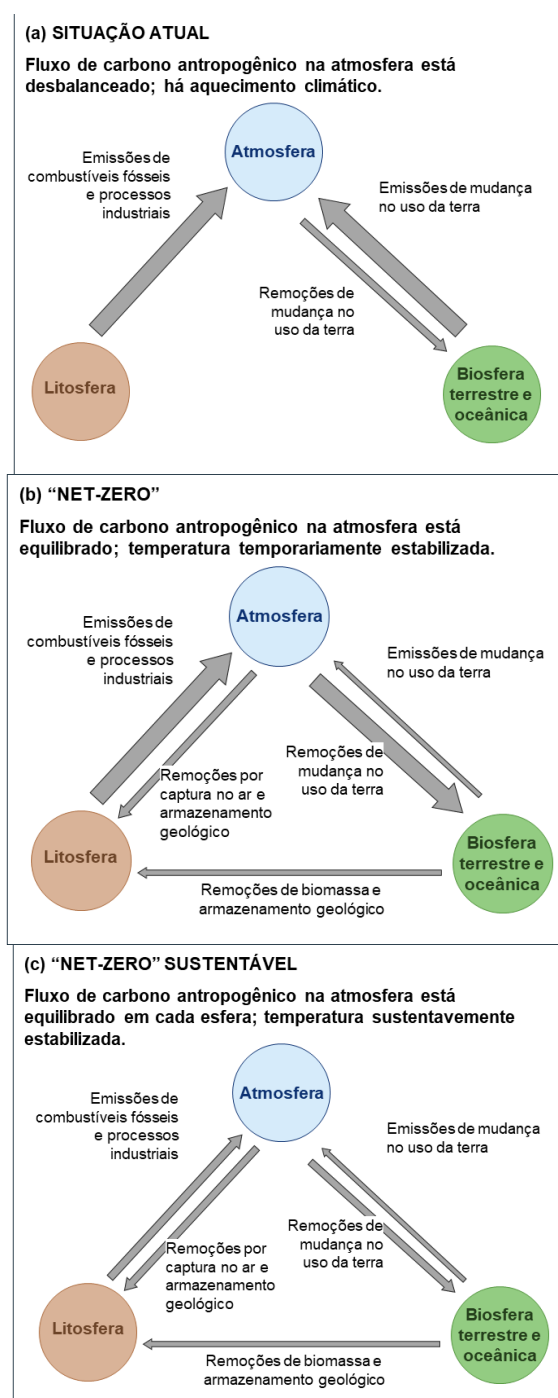 (a) SITUAÇÃO ATUAL
Fluxo de carbono antropogênico na atmosfera está
desbalanceado; há aquecimento climático.
Atmosfera
Emissões de
combustíveis fósseis
e processos
industriais
Emissões de mudança
no uso da terra
Remoções de
mudança no
uso da terra
Litosfera
Biosfera
terrestre e
oceânica
(b) “NET-ZERO”
Fluxo de carbono antropogênico na atmosfera está
equilibrado; temperatura temporariamente estabilizada.
Atmosfera
Emissões de
combustíveis fósseis
e processos
industriais
Emissões de mudança
no uso da terra
Remoções de
mudança no
uso da terra
Remoções por
captura no ar e
armazenamento
geológico
Litosfera
Biosfera
terrestre e
oceânica
Remoções de biomassa e
armazenamento geológico
(c) “NET-ZERO” SUSTENTÁVEL
Fluxo de carbono antropogênico na atmosfera está
equilibrado em cada esfera; temperatura sustentavemente
estabilizada.
Atmosfera
Emissões de
combustíveis fósseis
e processos
industriais
Emissões de mudança
no uso da terra
Remoções de
mudança no
uso da terra
Remoções por
captura no ar e
armazenamento
geológico
Litosfera
Biosfera
terrestre e
oceânica
Remoções de biomassa e
armazenamento geológico